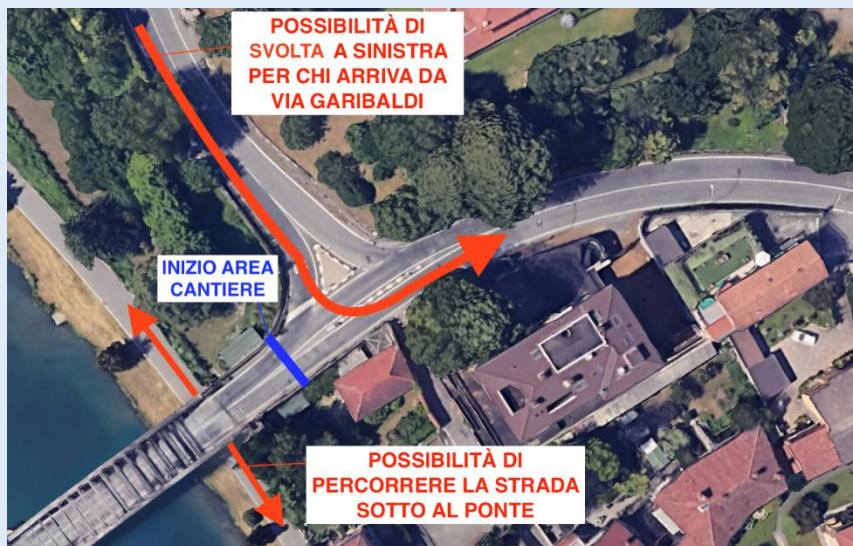 POSSIBILITÀ DI
SVOLTA A SINISTRA
PER CHI ARRIVA DA
VIA GARIBALDI
INIZIO AREA
CANTIERE
POSSIBILITÀ DI
PERCORRERE LA STRADA
SOTTO AL PONTE